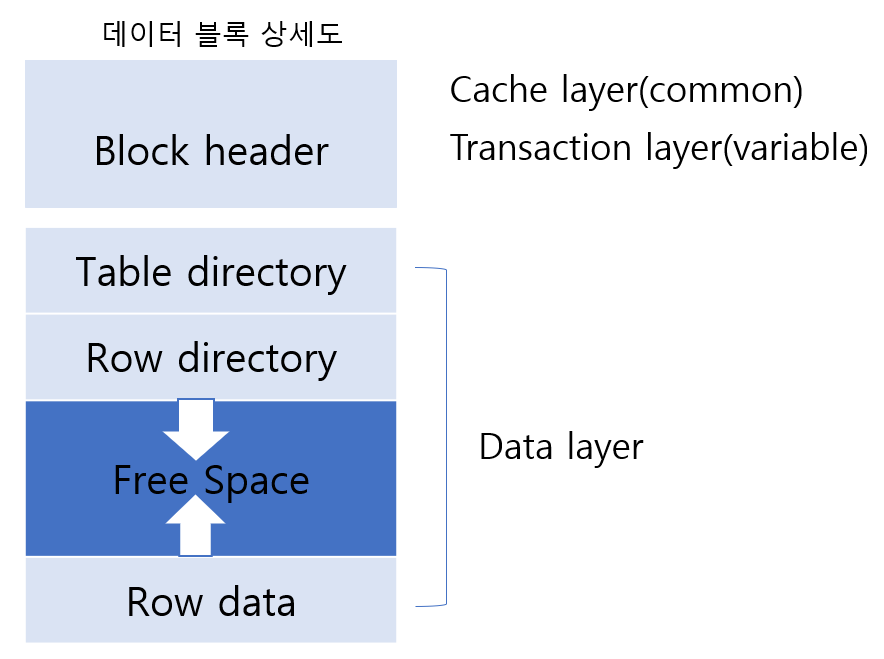 데이터 블록 상세도
Block header
Cache layer(common)
Transaction layer(variable)
Table directory
Row directory
Free Space
Row data
Data layer